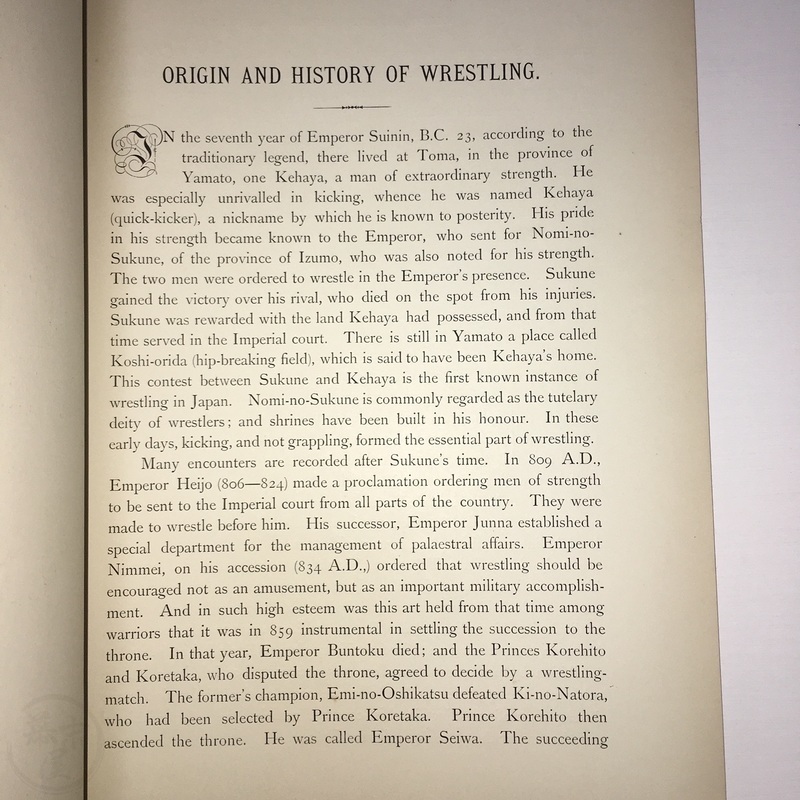 ORIGIN AND HISTORY OF WRESTLING.
IN the seventh year of Emperor Suinin, B.C. 23, according to the
traditionary legend, there lived at Toma, in the province of
Yamato, one Kehaya, a man of extraordinary strength. He
was especially unrivalled in kicking, whence he was named Kehaya
(quick-kicker), a nickname by which he is known to posterity. His pride
in his strength became known to the Emperor, who sent for Nomi-no-
Sukune, of the province of Izumo, who was also noted for his strength.
The two men were ordered to wrestle in the Emperor's presence. Sukune
gained the victory over his rival, who died on the spot from his injuries.
Sukune was rewarded with the land Kehaya had possessed, and from that
time served in the Imperial court. There is still in Yamato a place called
Koshi-orida (hip-breaking field), which is said to have been Kehaya's home.
This contest between Sukune and Kehaya is the first known instance of
wrestling in Japan. Nomi-no-Sukune is commonly regarded as the tutelary
deity of wrestlers; and shrines have been built in his honour. In these
early days, kicking, and not grappling, formed the essential part of wrestling.
Many encounters are recorded after Sukune's time. In 809 A.D.,
Emperor Heijo (806—824) made a proclamation ordering men of strength
to be sent to the Imperial court from all parts of the country. They were
made to wrestle before him. His successor, Emperor Junna established a
special department for the management of palaestral affairs. Emperor
Nimmei, on his accession (834 A.D.,) ordered that wrestling should be
encouraged not as an amusement, but as an important military accomplish-
ment. And in such high esteem was this art held from that time among
warriors that it was in 859 instrumental in settling the succession to the
throne. In that year, Emperor Buntoku died; and the Princes Korehito
and Koretaka, who disputed the throne, agreed to decide by a wrestling-
match. The former's champion, Emi-no-Oshikatsu defeated Ki-no-Natora,
who had been selected by Prince Koretaka. Prince Korehito then
ascended the throne. He was called Emperor Seiwa. The succeeding